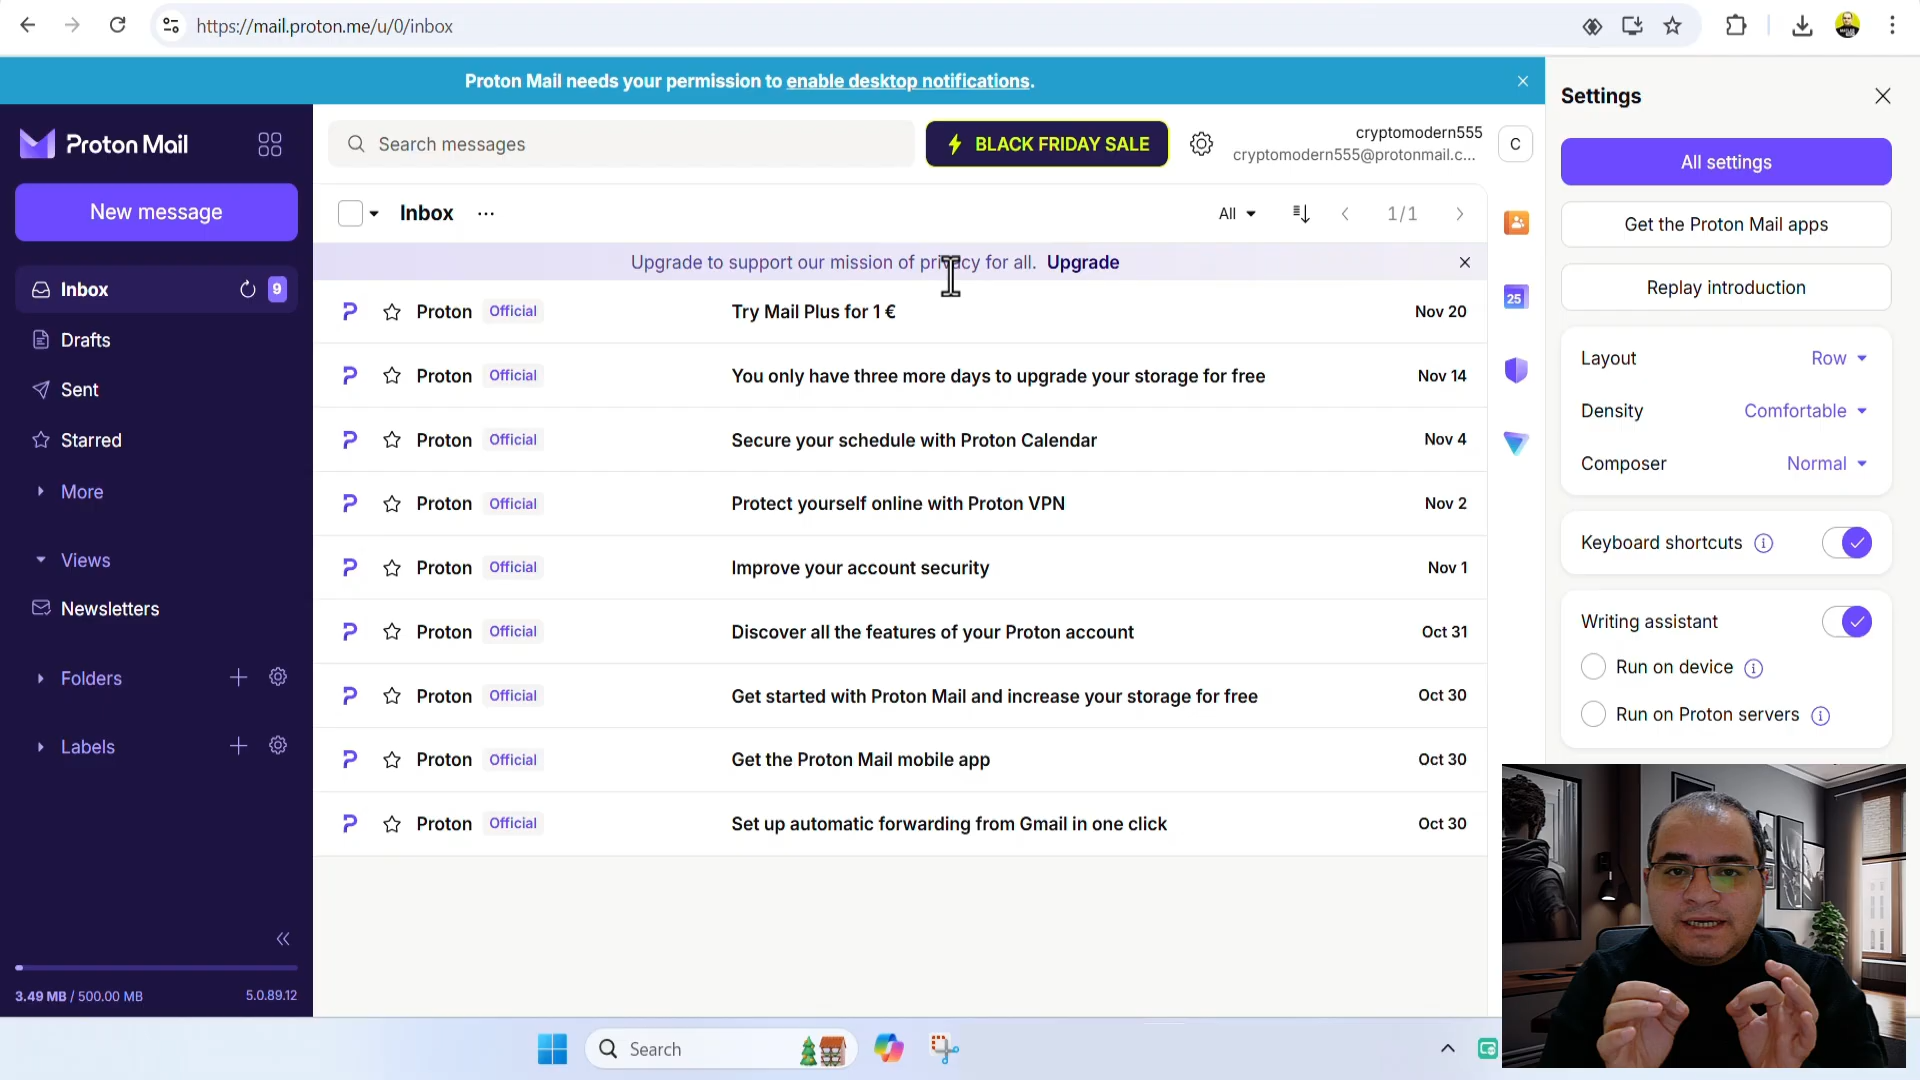 https://mail.proton.me/u/0/inbox
Proton Mail needs your permission to enable desktop notifications.
Proton Mail
Search messages
BLACK FRIDAY SALE
cryptomodern555
cryptomodern555@protonmail.c...
C
Settings
All settings
Get the Proton Mail apps
Replay introduction
Layout Row
Density Comfortable
Composer Normal
Keyboard shortcuts
Writing assistant
Run on device
Run on Proton servers
New message
Inbox 9
Drafts
Sent
Starred
More
Views
Newsletters
Folders
Labels
3.49 MB / 500.00 MB 5.0.89.12
Inbox All 1/1
Upgrade to support our mission of privacy for all. Upgrade
Proton Official Try Mail Plus for 1 € Nov 20
Proton Official You only have three more days to upgrade your storage for free Nov 14
Proton Official Secure your schedule with Proton Calendar Nov 4
Proton Official Protect yourself online with Proton VPN Nov 2
Proton Official Improve your account security Nov 1
Proton Official Discover all the features of your Proton account Oct 31
Proton Official Get started with Proton Mail and increase your storage for free Oct 30
Proton Official Get the Proton Mail mobile app Oct 30
Proton Official Set up automatic forwarding from Gmail in one click Oct 30
25
Search